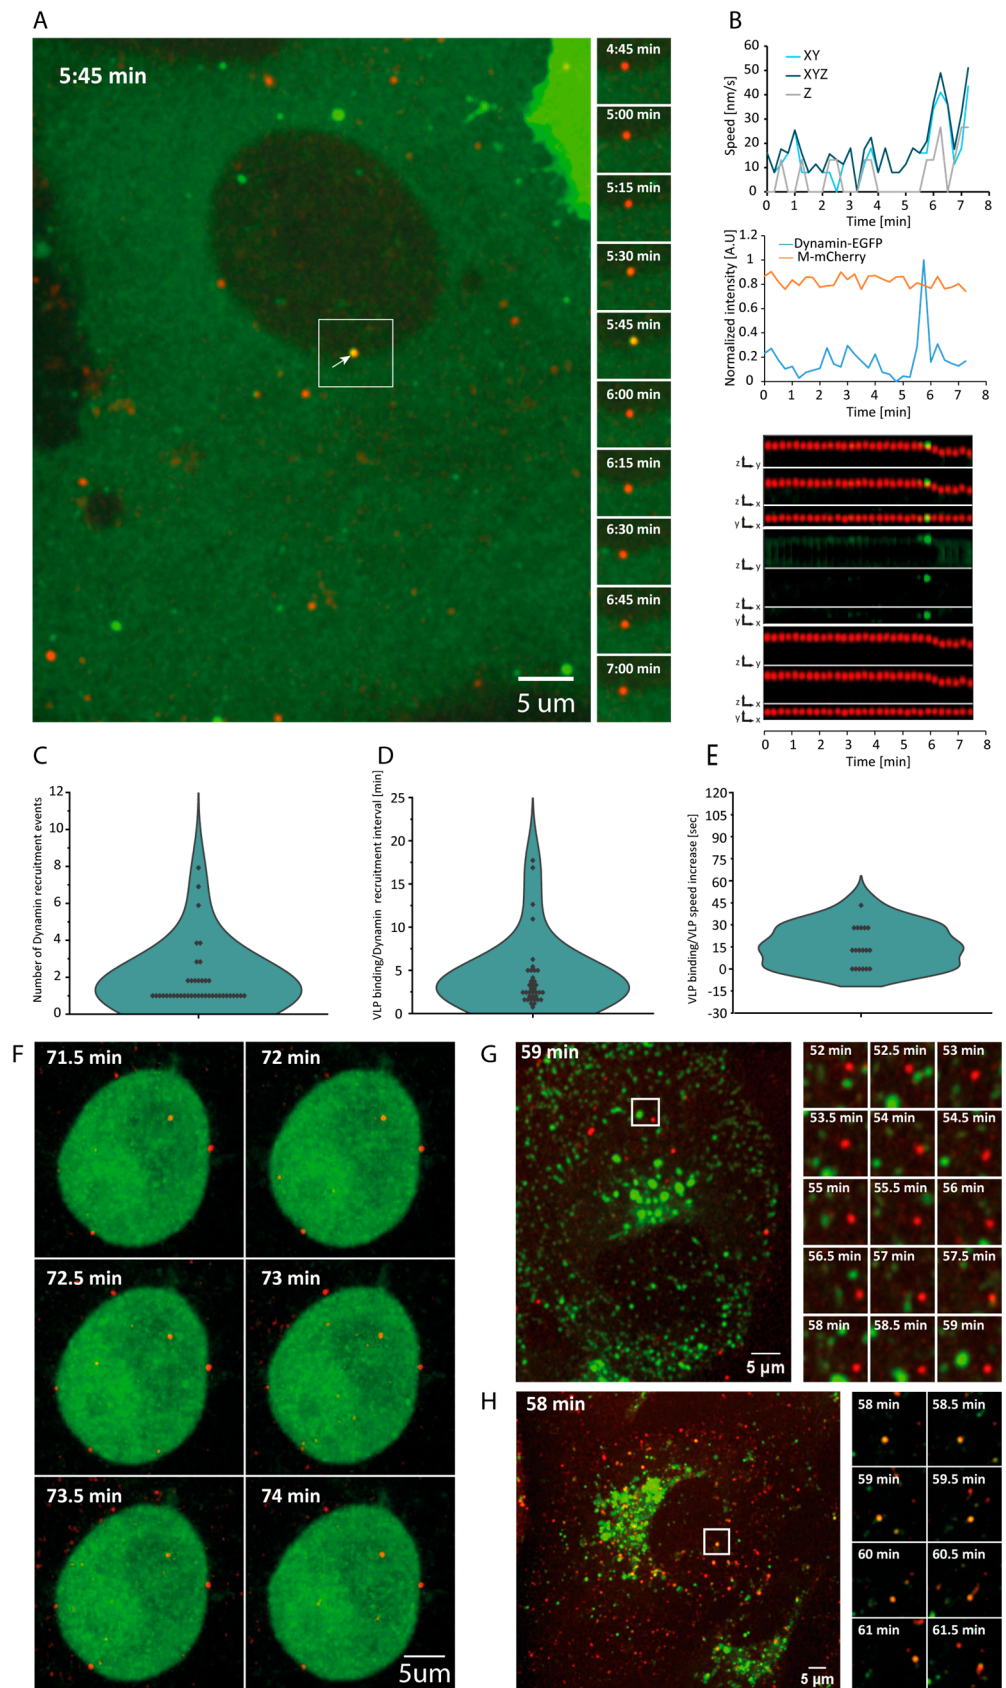 A
5:45 min
5 um
4:45 min
5:00 min
5:15 min
5:30 min
5:45 min
6:00 min
6:15 min
6:30 min
6:45 min
7:00 min
B
Speed [nm/s]
60
50
40
30
20
10
0
XY
XYZ
Z
0 1 2 3 4 5 6 7 8
Time [min]
Normalized intensity [A.U]
1.2
1
0.8
0.6
0.4
0.2
0
Dynamin-EGFP
M-mCherry
0 1 2 3 4 5 6 7 8
Time [min]
z y
z x
y x
z y
z x
y x
z y
z x
y x
0 1 2 3 4 5 6 7 8
Time [min]
C
Number of Dynamin recruitment events
12
10
8
6
4
2
0
D
VLP binding/Dynamin recruitment interval [min]
25
20
15
10
5
0
E
VLP binding/VLP speed increase [sec]
120
105
90
75
60
45
30
15
0
-15
-30
F
71.5 min
72 min
72.5 min
73 min
73.5 min
74 min
5um
G
59 min
5 µm
52 min
52.5 min
53 min
53.5 min
54 min
54.5 min
55 min
55.5 min
56 min
56.5 min
57 min
57.5 min
58 min
58.5 min
59 min
H
58 min
5 µm
58 min
58.5 min
59 min
59.5 min
60 min
60.5 min
61 min
61.5 min